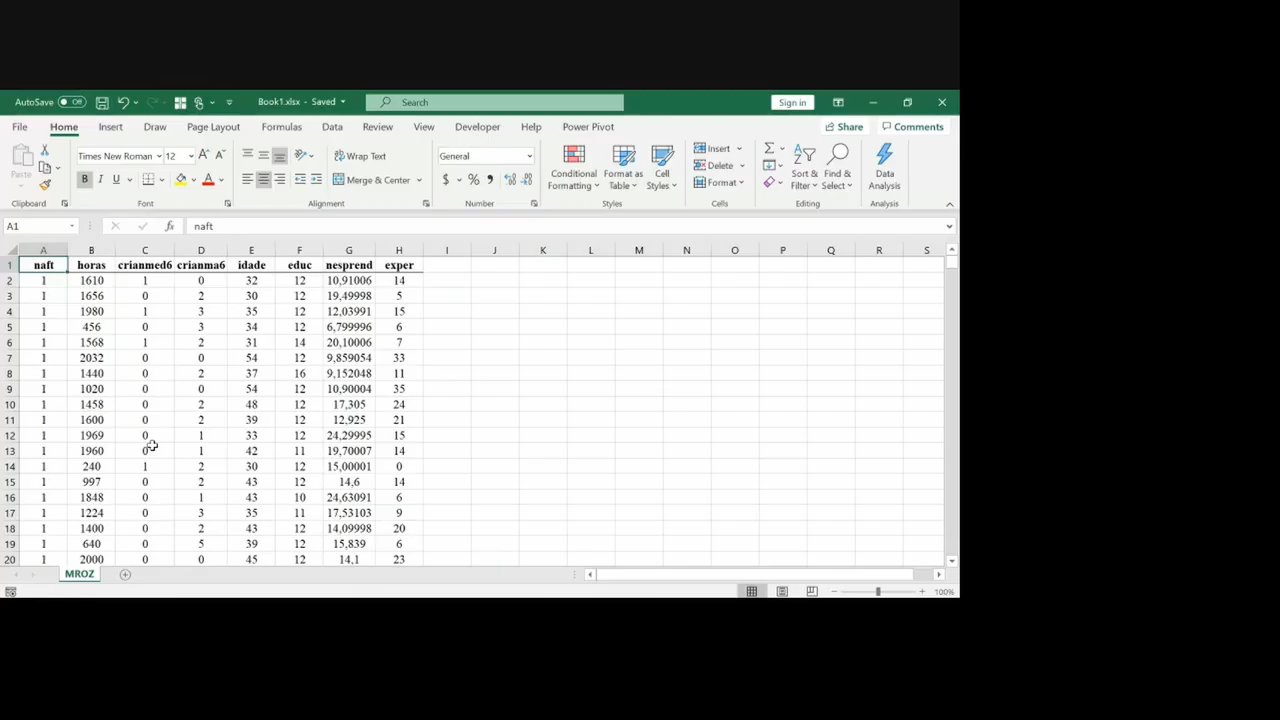 AutoSave Off Book1.xlsx - Saved Search Sign in
File Home Insert Draw Page Layout Formulas Data Review View Developer Help Power Pivot Share Comments
Paste Times New Roman 12 A A Wrap Text General Conditional Formatting Format as Table Cell Styles Insert Delete Format Sort & Filter Find & Select Data Analysis
B I U A Merge & Center $ % 9
Clipboard Font Alignment Number Styles Cells Editing Analysis
A1 fx naft
A B C D E F G H I J K L M N O P Q R S
1 naft horas crianmed6 crianma6 idade educ nesprend exper
2 1 1610 1 0 32 12 10,91006 14
3 1 1656 0 2 30 12 19,49998 5
4 1 1980 1 3 35 12 12,03991 15
5 1 456 0 3 34 12 6,799996 6
6 1 1568 1 2 31 14 20,10006 7
7 1 2032 0 0 54 12 9,859054 33
8 1 1440 0 2 37 16 9,152048 11
9 1 1020 0 0 54 12 10,90004 35
10 1 1458 0 2 48 12 17,305 24
11 1 1600 0 2 39 12 12,925 21
12 1 1969 0 1 33 12 24,29995 15
13 1 1960 0 1 42 11 19,70007 14
14 1 240 1 2 30 12 15,00001 0
15 1 997 0 2 43 12 14,6 14
16 1 1848 0 1 43 10 24,63091 6
17 1 1224 0 3 35 11 17,53103 9
18 1 1400 0 2 43 12 14,09998 20
19 1 640 0 5 39 12 15,839 6
20 1 2000 0 0 45 12 14,1 23
MROZ
100%